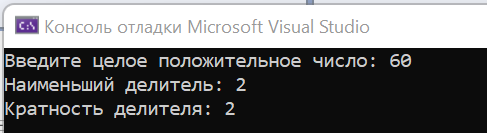 C:\
Консоль отладки Microsoft Visual Studio
Введите целое положительное число: 60
Наименьший делитель: 2
Кратность делителя: 2